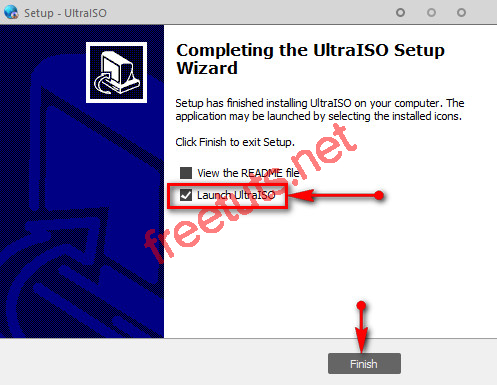 Setup - UltraISO
Completing the UltraISO Setup
Wizard
Setup has finished installing UltraISO on your computer. The
application may be launched by selecting the installed icons.
Click Finish to exit Setup.
View the README file
Launch UltraISO
freetuts.net
Finish